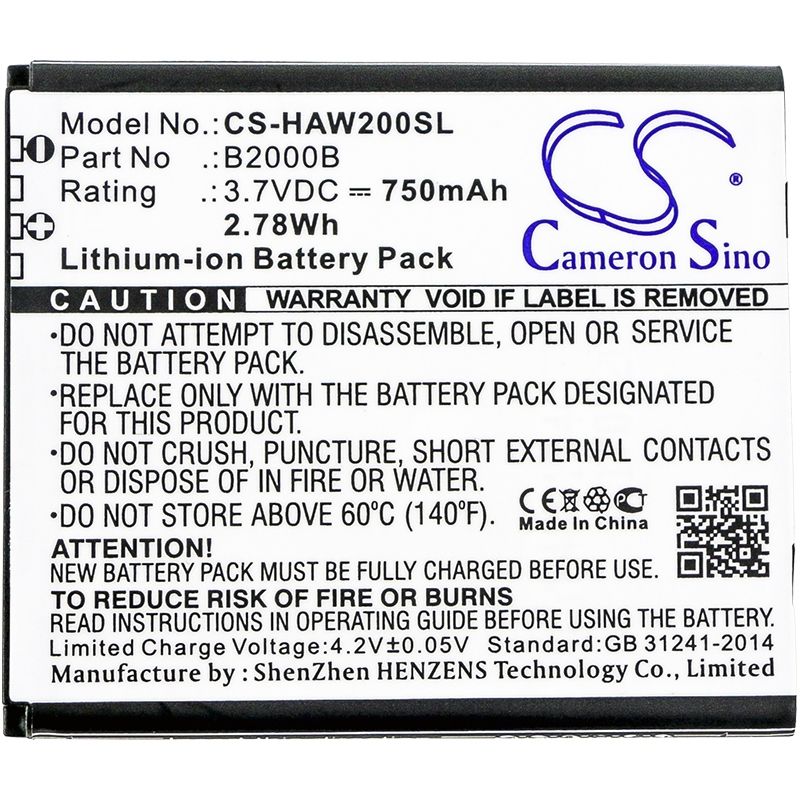 Model No.: CS-HAW200SL
Part No : B2000B
Rating .: 3.7VDC ⎓ 750mAh
2.78Wh
Lithium-ion Battery Pack
CS ®
Cameron Sino
CAUTION WARRANTY VOID IF LABEL IS REMOVED
·DO NOT ATTEMPT TO DISASSEMBLE, OPEN OR SERVICE
THE BATTERY PACK.
·REPLACE ONLY WITH THE BATTERY PACK DESIGNATED
FOR THIS PRODUCT.
·DO NOT CRUSH, PUNCTURE, SHORT EXTERNAL CONTACTS
OR DISPOSE OF IN FIRE OR WATER.
·DO NOT STORE ABOVE 60°C (140°F).
CE PCT
Made In China
ATTENTION!
NEW BATTERY PACK MUST BE FULLY CHARGED BEFORE USE.
TO REDUCE RISK OF FIRE OR BURNS
READ INSTRUCTIONS IN OPERATING GUIDE BEFORE USING BATTERY.
Limited Charge Voltage:4.2V±0.05V Standard:GB 31241-2014
Manufacture by : ShenZhen HENZENS Technology Co., Limited